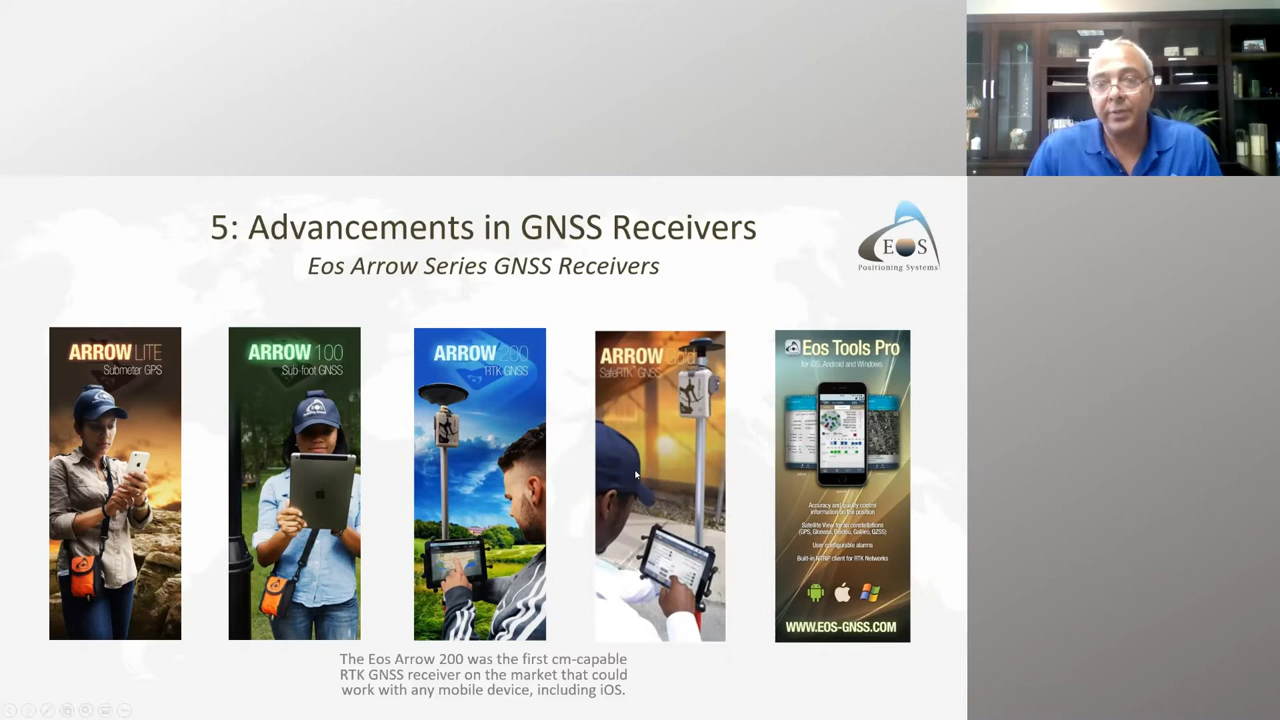 5: Advancements in GNSS Receivers
Eos Arrow Series GNSS Receivers
EOS
Positioning Systems
ARROW LITE
Submeter GPS
ARROW 100
Sub-foot GNSS
ARROW 200
RTK GNSS
ARROW Gold
SafeRTK GNSS
Eos Tools Pro
for iOS, Android and Windows
Accuracy and quality control
information on the position
Satellite View for all constellations
(GPS, Glonass, Beidou, Galileo, QZSS)
User configurable alarms
Built-in NTRIP client for RTK Networks
WWW.EOS-GNSS.COM
The Eos Arrow 200 was the first cm-capable
RTK GNSS receiver on the market that could
work with any mobile device, including iOS.